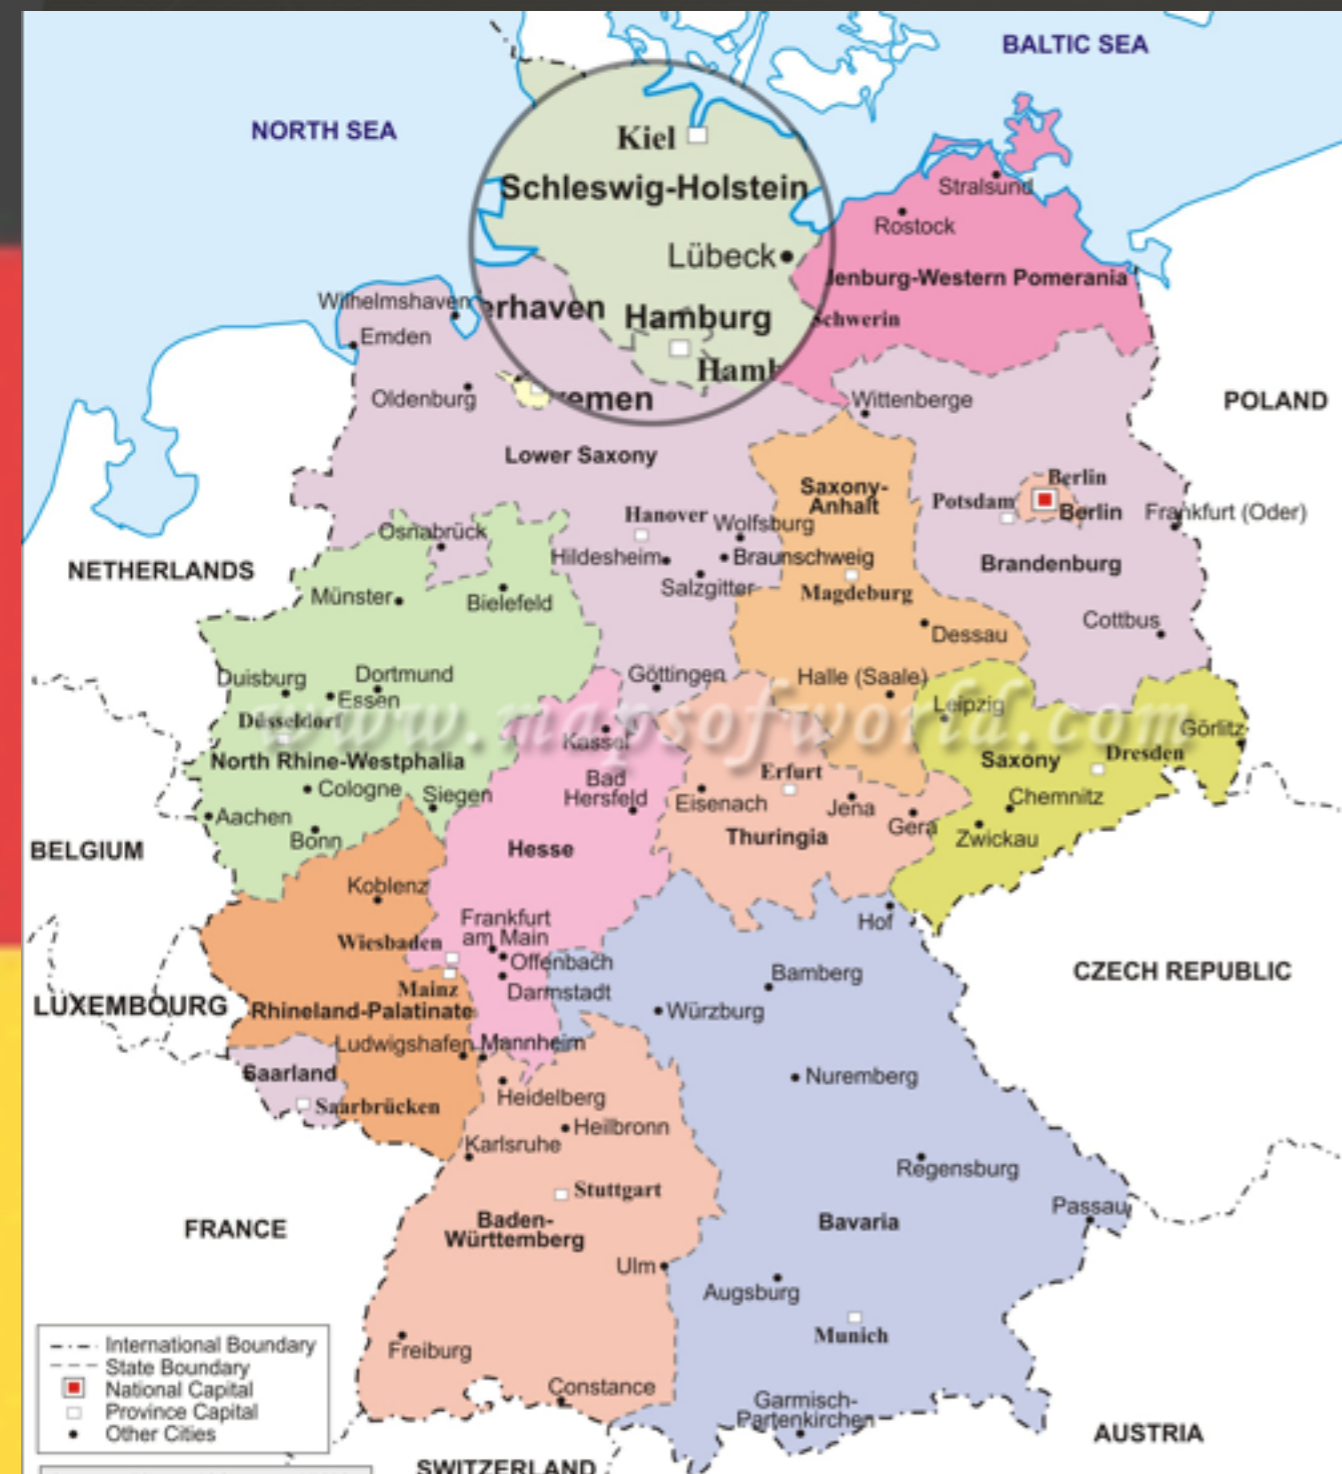 BALTIC SEA
NORTH SEA
Kiel
Schleswig-Holstein
Stralsund
Rostock
Lübeck
lenburg-Western Pomerania
Wilhelmshaven
erhaven
Hamburg
Schwerin
Emden
Hamb
Oldenburg
remen
Wittenberge
POLAND
Lower Saxony
Saxony-
Anhalt
Berlin
Potsdam
Berlin
Frankfurt (Oder)
Hanover
Wolfsburg
Osnabrück
Hildesheim
Braunschweig
Brandenburg
NETHERLANDS
Salzgitter
Magdeburg
Münster
Bielefeld
Cottbus
Dessau
Göttingen
Halle (Saale)
Duisburg
Dortmund
Essen
Leipzig
Düsseldorf
www.mapsofworld.com
Görlitz
Kassel
North Rhine-Westphalia
Saxony
Dresden
Erfurt
Bad
Hersfeld
Cologne
Siegen
Eisenach
Jena
Chemnitz
Aachen
Gera
Thuringia
Zwickau
Bonn
BELGIUM
Hesse
Koblenz
Frankfurt
am Main
Hof
Wiesbaden
Offenbach
Bamberg
CZECH REPUBLIC
Mainz
Darmstadt
LUXEMBOURG
Rhineland-Palatinate
Würzburg
Ludwigshafen
Mannheim
Saarland
Nuremberg
Heidelberg
Saarbrücken
Heilbronn
Karlsruhe
Regensburg
Stuttgart
Passau
FRANCE
Baden-
Württemberg
Bavaria
Ulm
Augsburg
Munich
Freiburg
Constance
Garmisch-
Partenkirchen
AUSTRIA
SWITZERLAND
International Boundary
State Boundary
National Capital
Province Capital
Other Cities